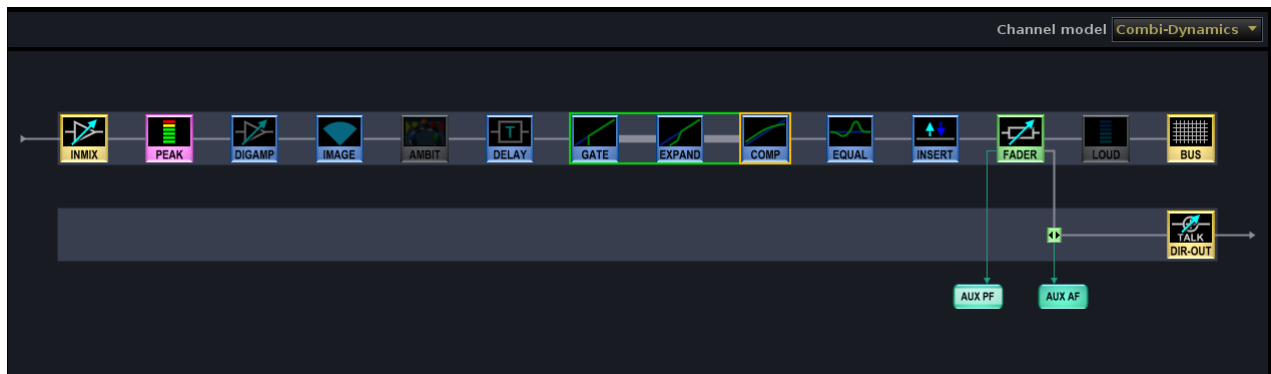 Channel model Combi-Dynamics
INMIX PEAK DIGAMP IMAGE AMBIT DELAY T GATE EXPAND COMP EQUAL INSERT FADER LOUD BUS
TALK
DIR-OUT
AUX PF AUX AF